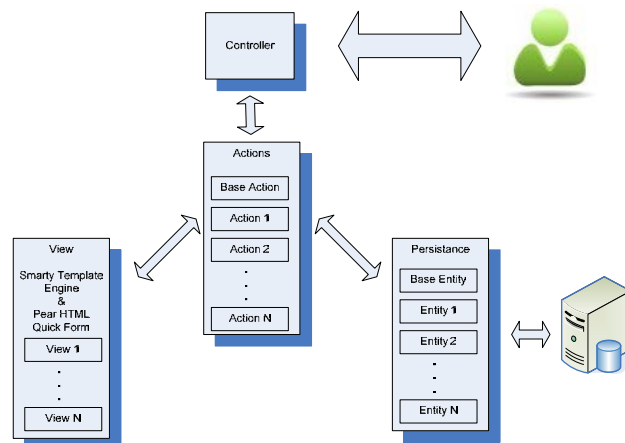 Controller
Actions
Base Action
Action 1
Action 2
.
.
.
Action N
View
Smarty Template
Engine
&
Pear HTML
Quick Form
View 1
.
.
.
View N
Persistance
Base Entity
Entity 1
Entity 2
.
.
.
Entity N